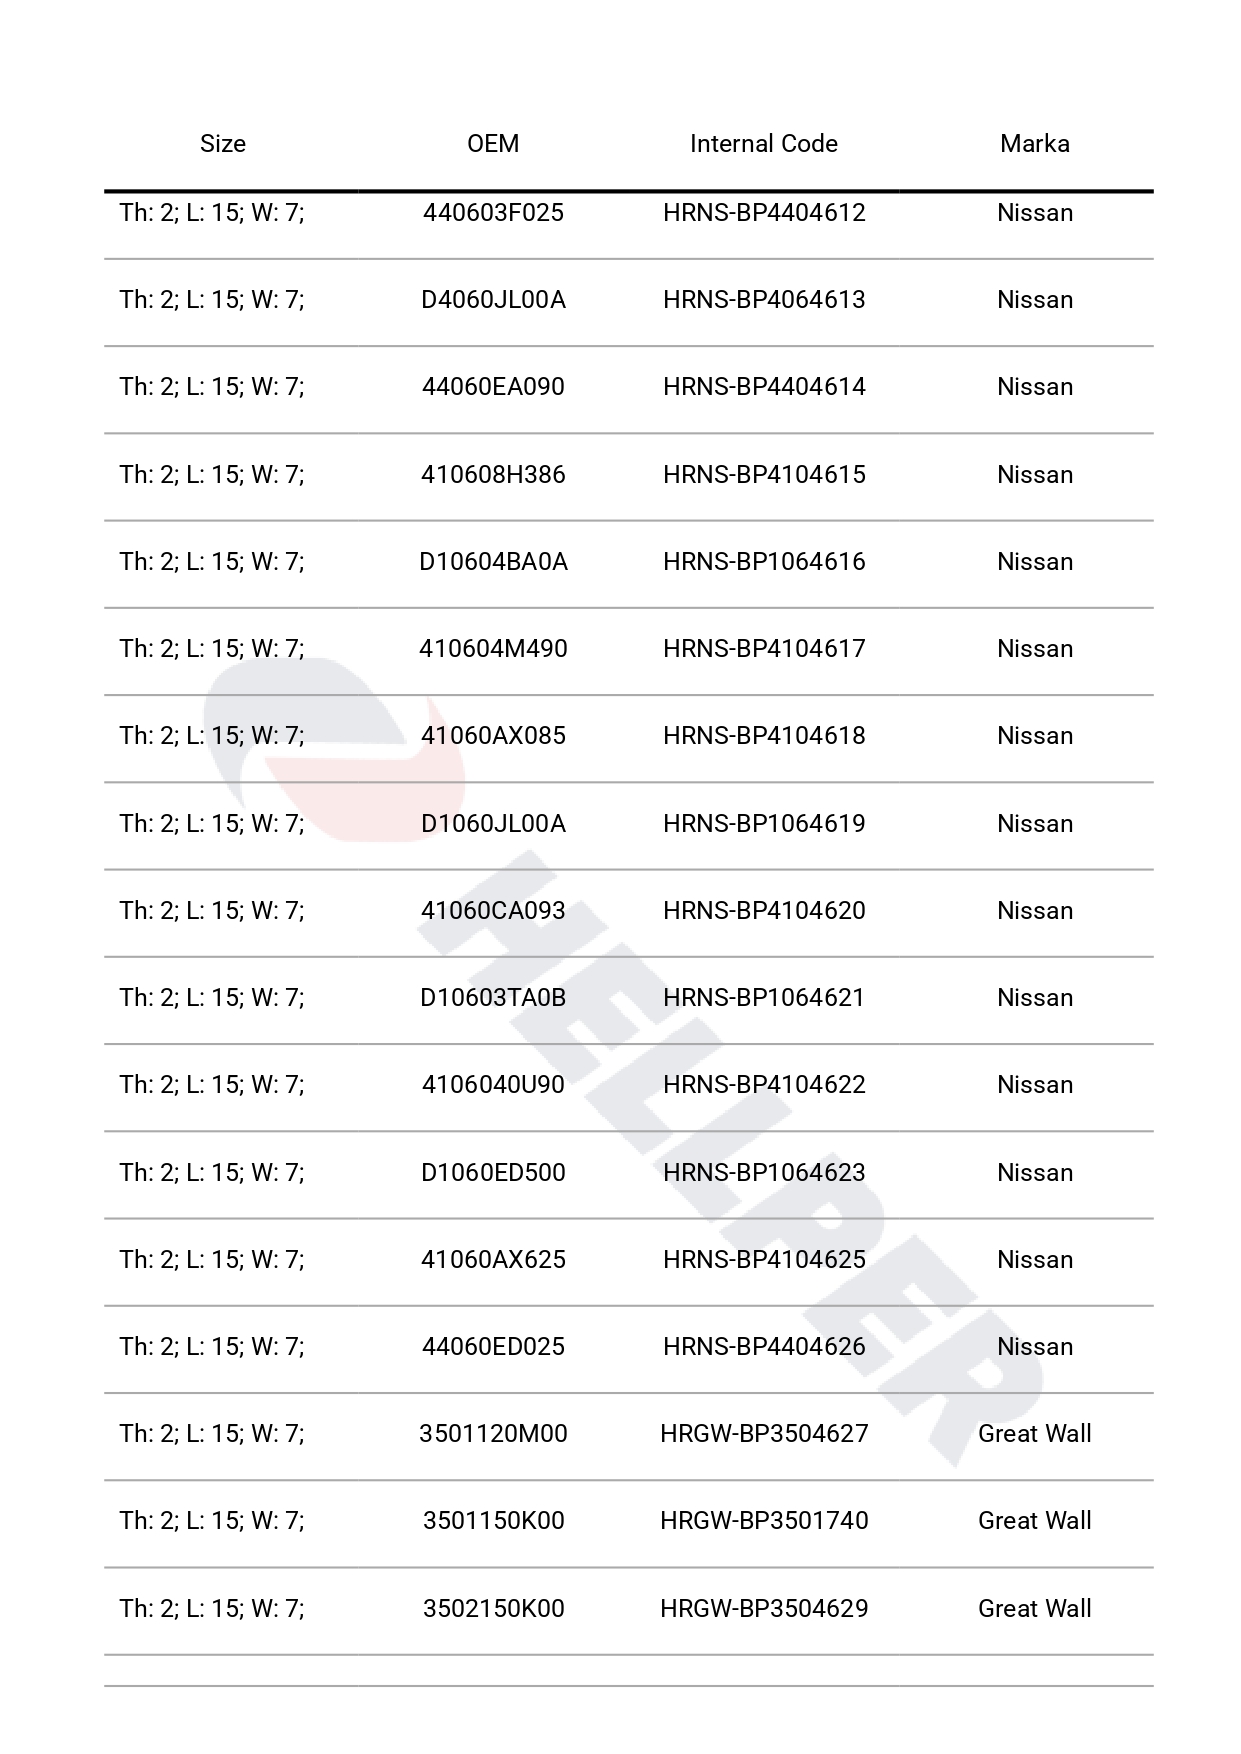 Size OEM Internal Code Marka
Th: 2; L: 15; W: 7; 440603F025 HRNS-BP4404612 Nissan
Th: 2; L: 15; W: 7; D4060JL00A HRNS-BP4064613 Nissan
Th: 2; L: 15; W: 7; 44060EA090 HRNS-BP4404614 Nissan
Th: 2; L: 15; W: 7; 410608H386 HRNS-BP4104615 Nissan
Th: 2; L: 15; W: 7; D10604BA0A HRNS-BP1064616 Nissan
Th: 2; L: 15; W: 7; 410604M490 HRNS-BP4104617 Nissan
Th: 2; L: 15; W: 7; 41060AX085 HRNS-BP4104618 Nissan
Th: 2; L: 15; W: 7; D1060JL00A HRNS-BP1064619 Nissan
Th: 2; L: 15; W: 7; 41060CA093 HRNS-BP4104620 Nissan
Th: 2; L: 15; W: 7; D10603TA0B HRNS-BP1064621 Nissan
Th: 2; L: 15; W: 7; 4106040U90 HRNS-BP4104622 Nissan
Th: 2; L: 15; W: 7; D1060ED500 HRNS-BP1064623 Nissan
Th: 2; L: 15; W: 7; 41060AX625 HRNS-BP4104625 Nissan
Th: 2; L: 15; W: 7; 44060ED025 HRNS-BP4404626 Nissan
Th: 2; L: 15; W: 7; 3501120M00 HRGW-BP3504627 Great Wall
Th: 2; L: 15; W: 7; 3501150K00 HRGW-BP3501740 Great Wall
Th: 2; L: 15; W: 7; 3502150K00 HRGW-BP3504629 Great Wall
HELLPER